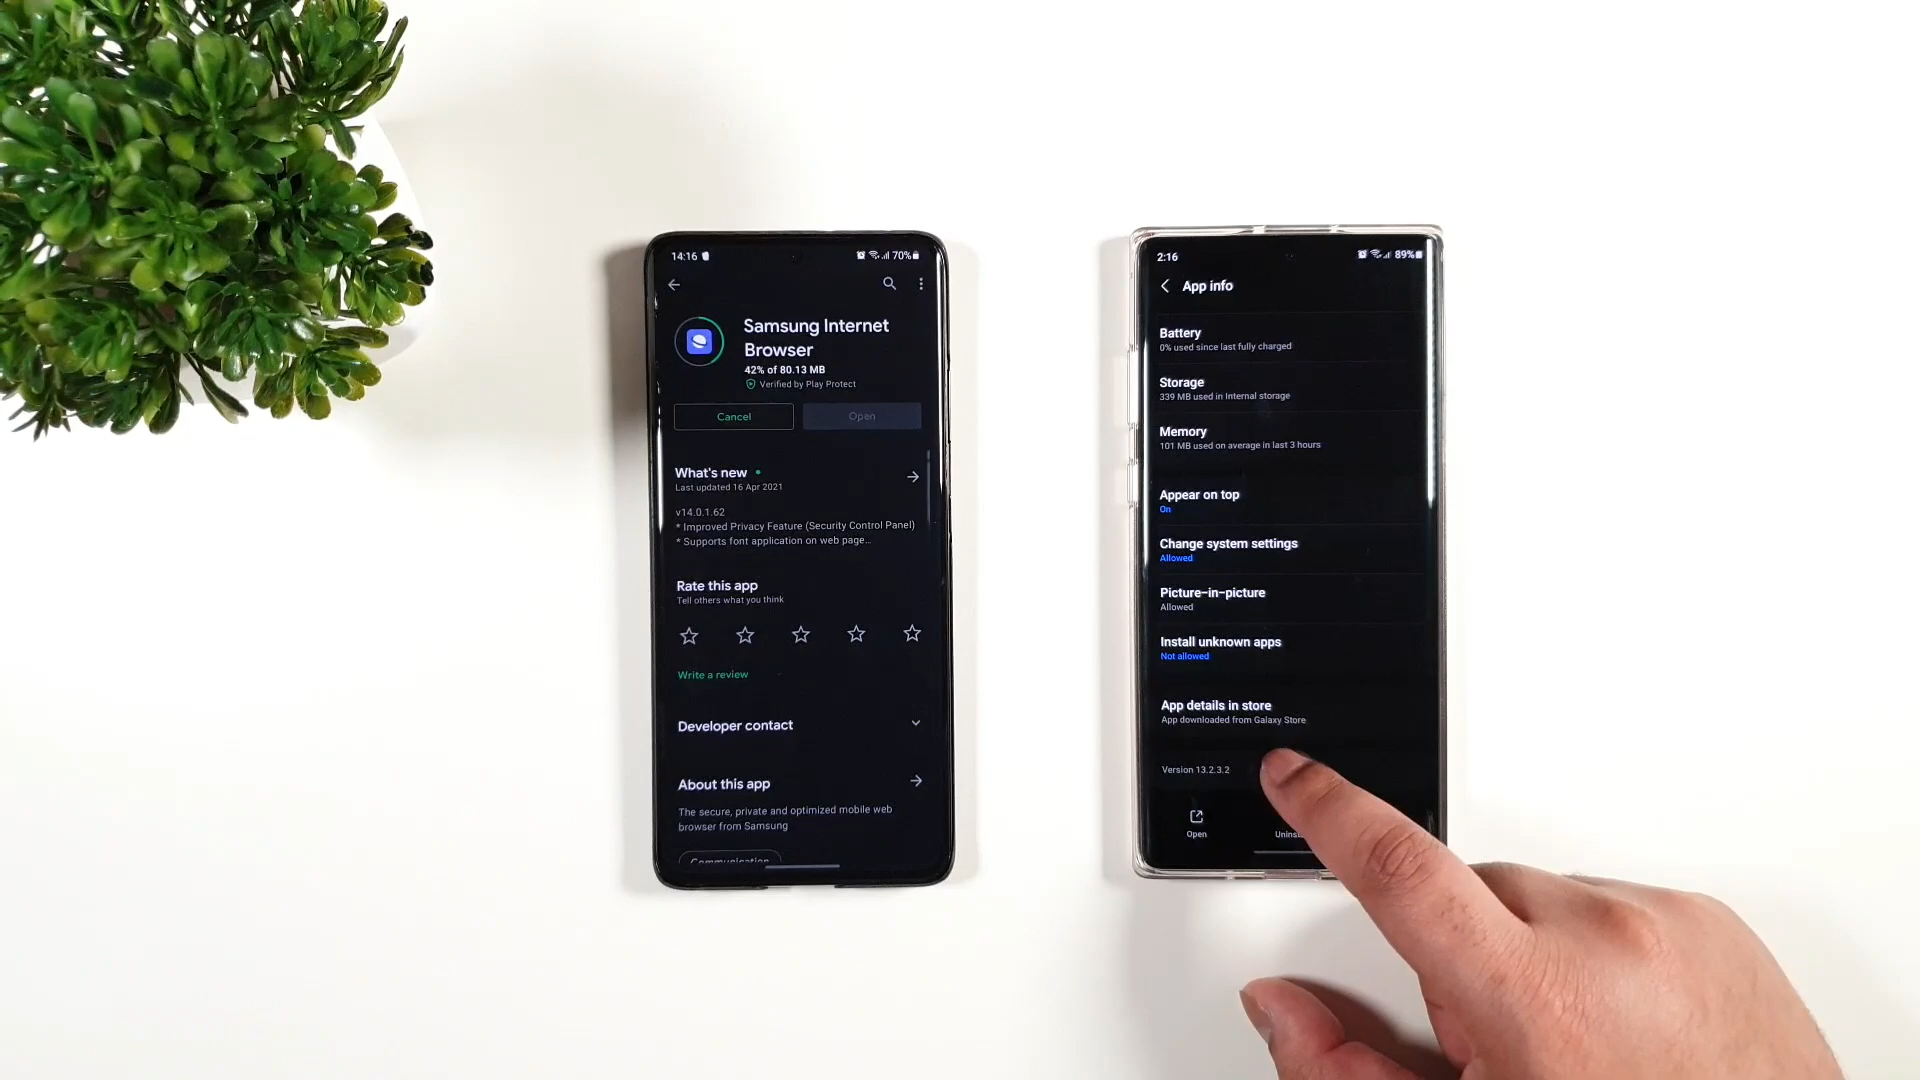 14:16
70%
Samsung Internet
Browser
42% of 80.13 MB
Verified by Play Protect
Cancel
Open
What's new
Last updated 16 Apr 2021
v14.0.1.62
* Improved Privacy Feature (Security Control Panel)
* Supports font application on web page...
Rate this app
Tell others what you think
Write a review
Developer contact
About this app
The secure, private and optimized mobile web
browser from Samsung
Communication
2:16
89%
App info
Battery
0% used since last fully charged
Storage
339 MB used in Internal storage
Memory
101 MB used on average in last 3 hours
Appear on top
On
Change system settings
Allowed
Picture-in-picture
Allowed
Install unknown apps
Not allowed
App details in store
App downloaded from Galaxy Store
Version 13.2.3.2
Open